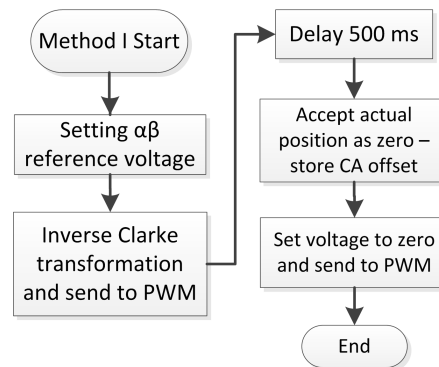 Method I Start
Setting αβ
reference voltage
Inverse Clarke
transformation
and send to PWM
Delay 500 ms
Accept actual
position as zero –
store CA offset
Set voltage to zero
and send to PWM
End